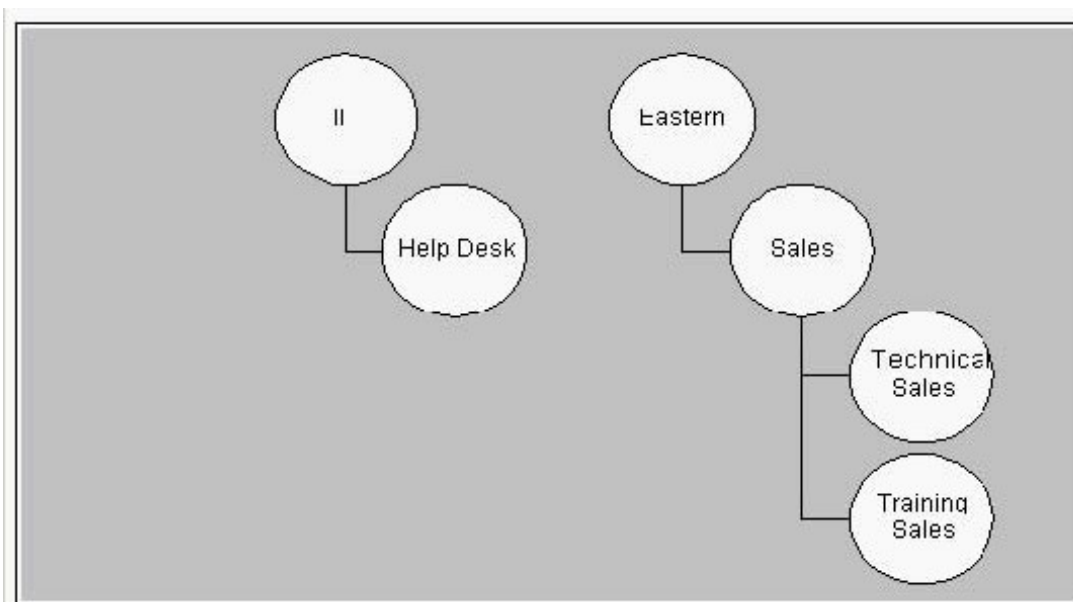 Eastern
Help Desk
Sales
Technical
Sales
Training
Sales